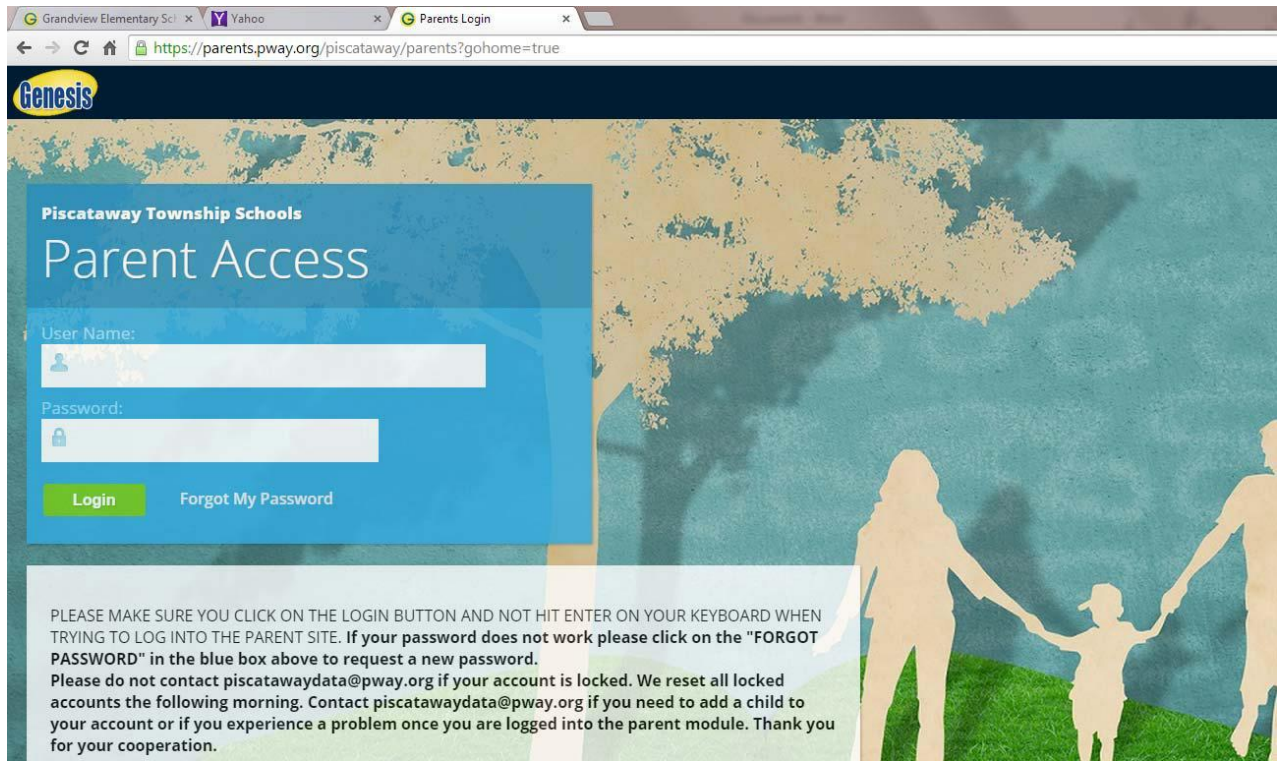 Grandview Elementary Sch
Yahoo
Parents Login
https://parents.pway.org/piscataway/parents?gohome=true
Genesis
Piscataway Township Schools
Parent Access
User Name:
Password:
Login Forgot My Password
PLEASE MAKE SURE YOU CLICK ON THE LOGIN BUTTON AND NOT HIT ENTER ON YOUR KEYBOARD WHEN
TRYING TO LOG INTO THE PARENT SITE. If your password does not work please click on the "FORGOT
PASSWORD" in the blue box above to request a new password.
Please do not contact piscatawaydata@pway.org if your account is locked. We reset all locked
accounts the following morning. Contact piscatawaydata@pway.org if you need to add a child to
your account or if you experience a problem once you are logged into the parent module. Thank you
for your cooperation.